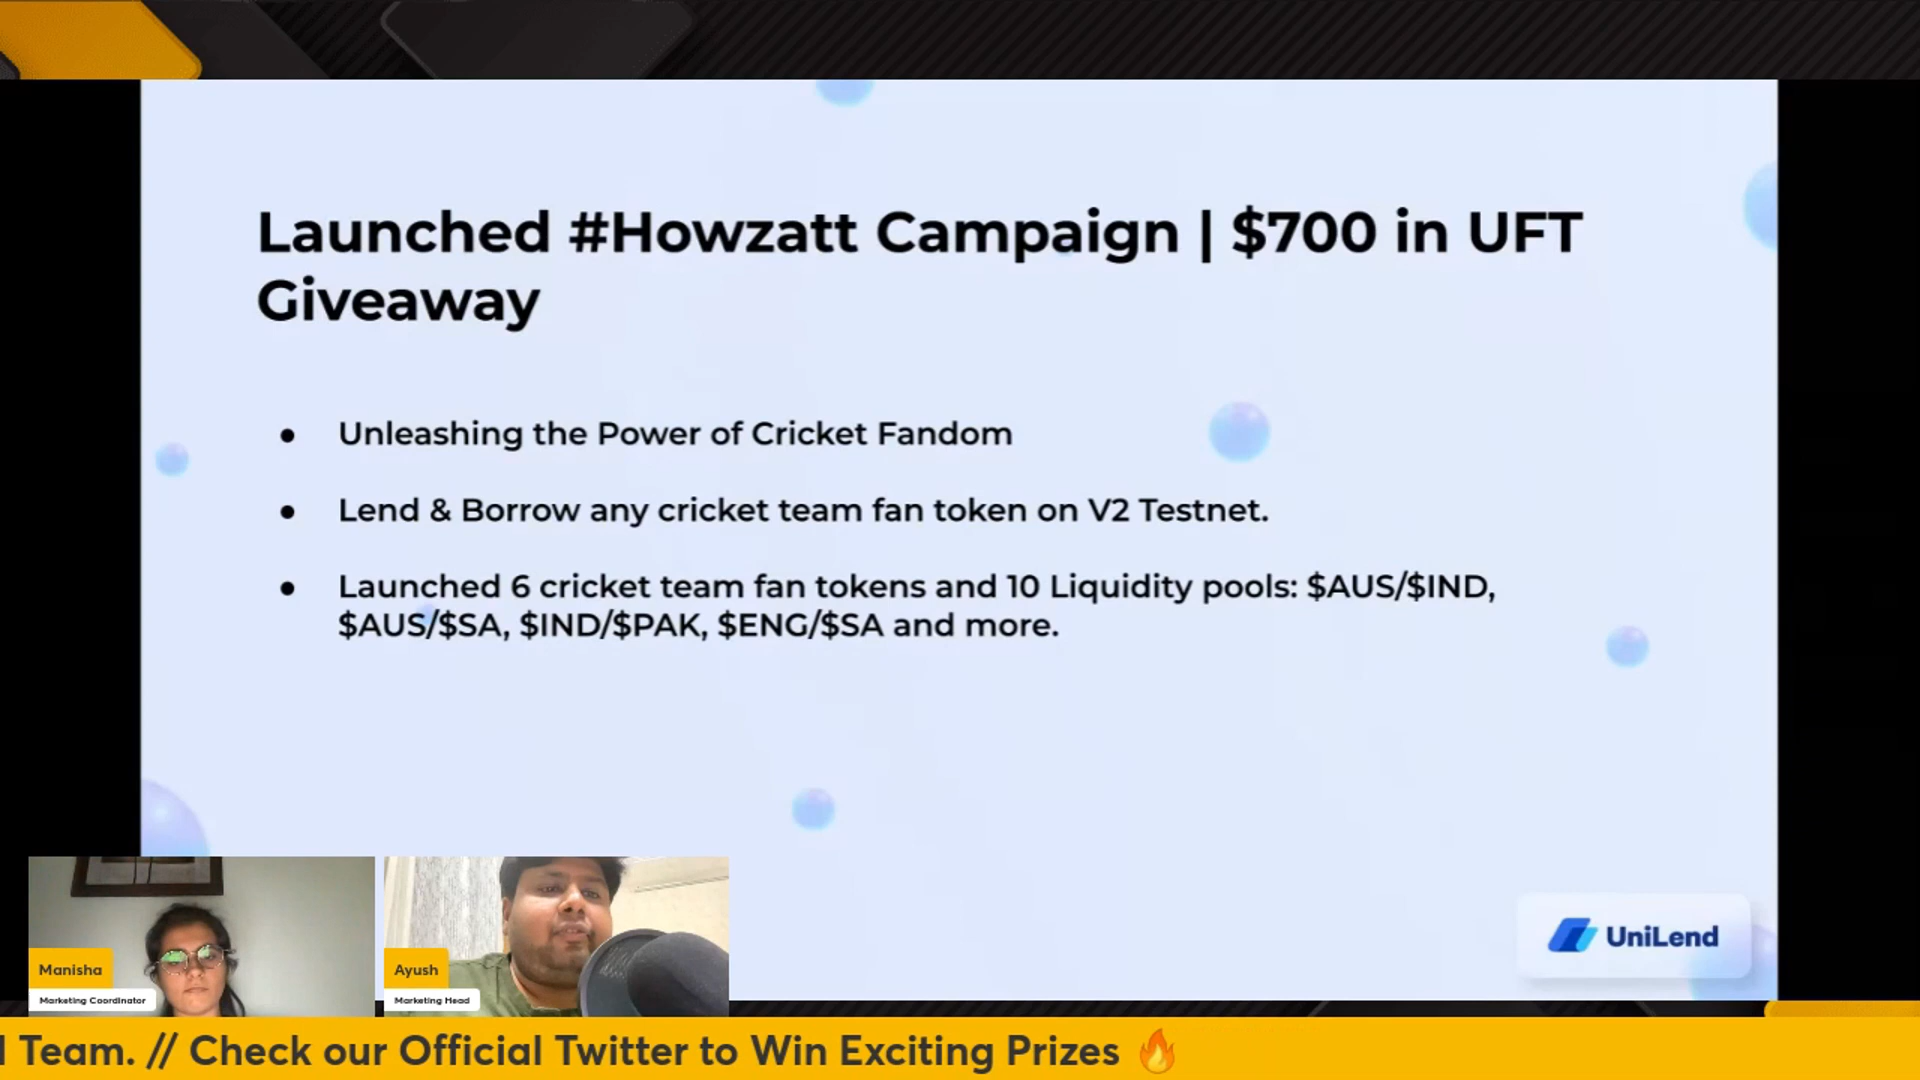 Launched #Howzatt Campaign | $700 in UFT
Giveaway
● Unleashing the Power of Cricket Fandom
● Lend & Borrow any cricket team fan token on V2 Testnet.
● Launched 6 cricket team fan tokens and 10 Liquidity pools: $AUS/$IND,
$AUS/$SA, $IND/$PAK, $ENG/$SA and more.
UniLend
Manisha
Marketing Coordinator
Ayush
Marketing Head
Team. // Check our Official Twitter to Win Exciting Prizes 🔥